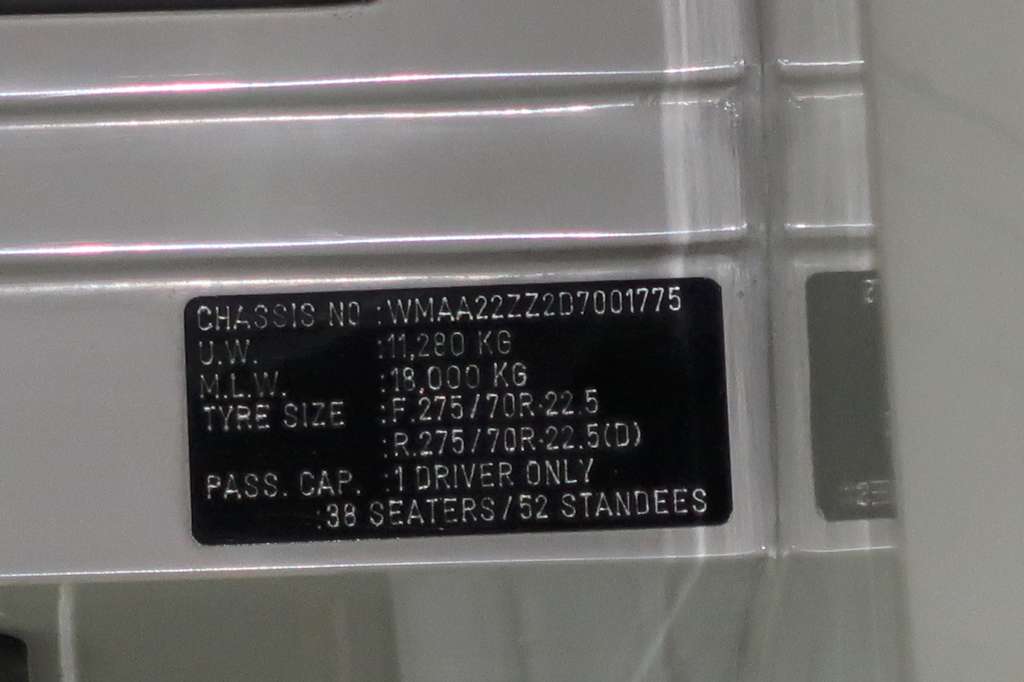 CHASSIS NO :WMAA22ZZ2D7001775
U.W. :11,280 KG
M.L.W. :18,000 KG
TYRE SIZE :F.275/70R-22.5
:R.275/70R-22.5(D)
PASS. CAP. :1 DRIVER ONLY
:38 SEATERS/52 STANDEES